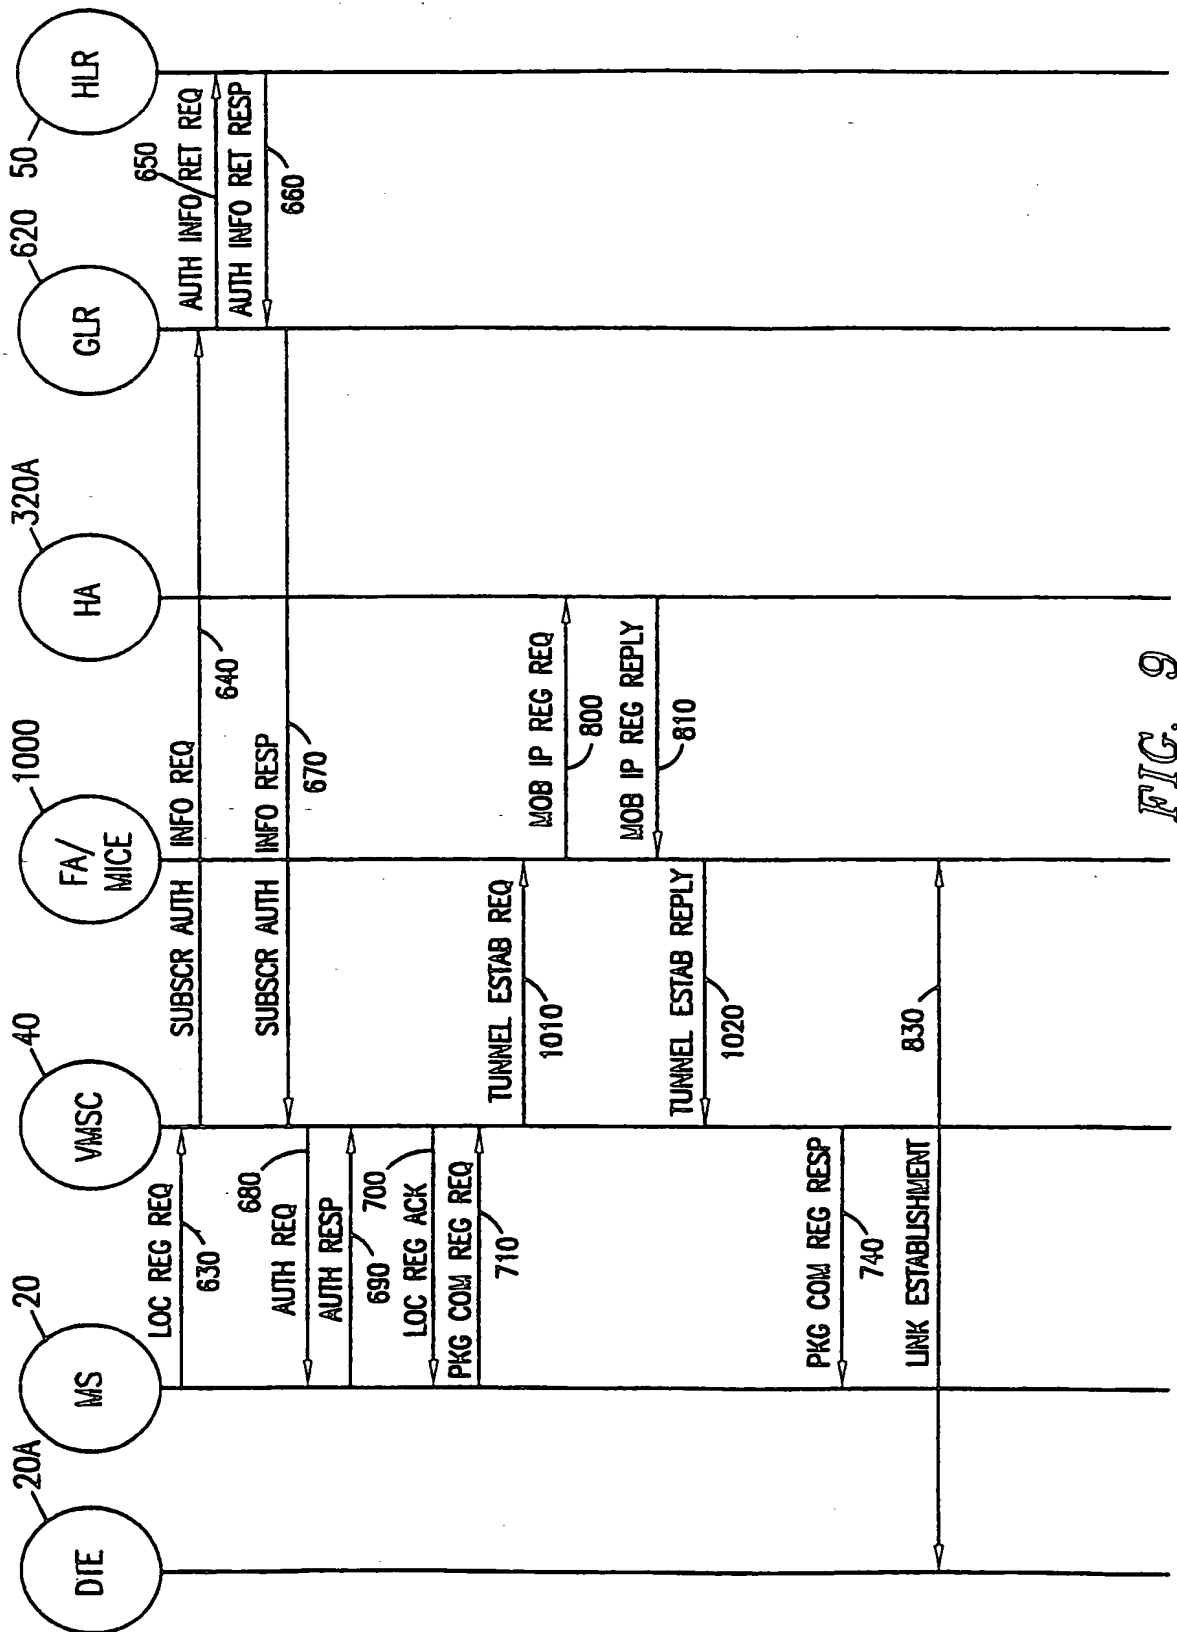 DTE
20A
MS
20
VMSC
40
FA/
MICE
1000
HA
320A
GLR
620
HLR
50
LOC REG REQ
630
SUBSCR AUTH INFO REQ
640
AUTH INFO RET REQ
650
AUTH INFO RET RESP
660
SUBSCR AUTH INFO RESP
670
680
AUTH REQ
AUTH RESP
690
700
LOC REG ACK
PKG COM REG REQ
710
TUNNEL ESTAB REQ
1010
MOB IP REG REQ
800
MOB IP REG REPLY
810
TUNNEL ESTAB REPLY
1020
PKG COM REG RESP
740
LINK ESTABLISHMENT
830
FIG. 9